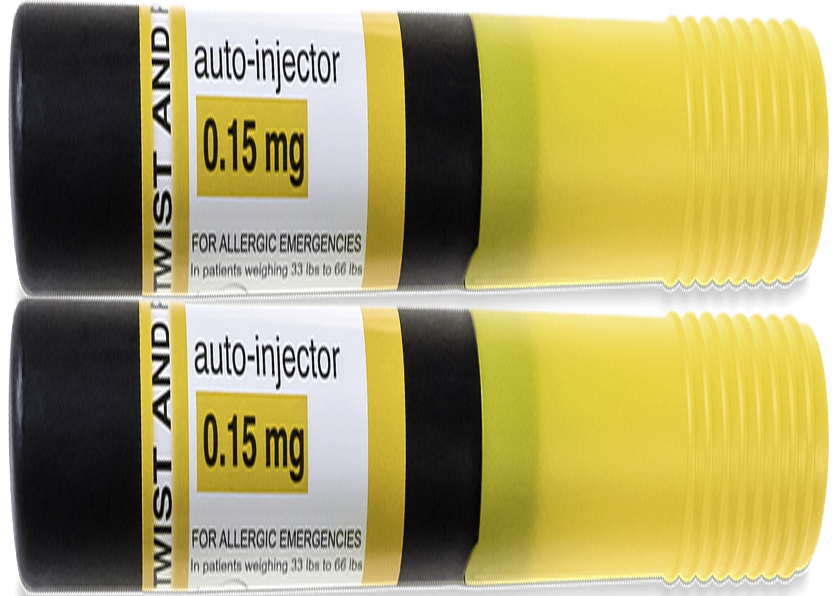 TWIST AND
auto-injector
0.15 mg
FOR ALLERGIC EMERGENCIES
In patients weighing 33 lbs to 66 lbs
TWIST AND
auto-injector
0.15 mg
FOR ALLERGIC EMERGENCIES
In patients weighing 33 lbs to 66 lbs